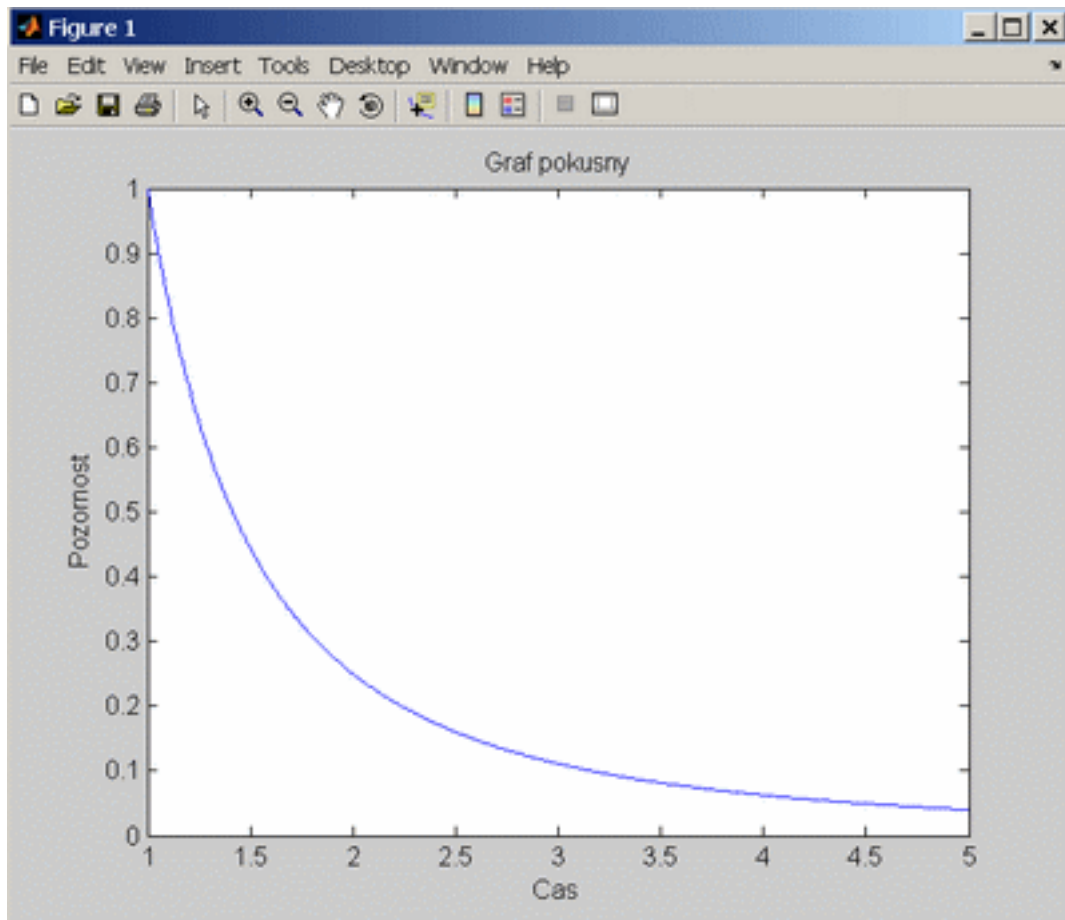 Figure 1
File Edit View Insert Tools Desktop Window Help
Graf pokusny
1
0.9
0.8
0.7
0.6
0.5
0.4
0.3
0.2
0.1
0
Pozornost
1 1.5 2 2.5 3 3.5 4 4.5 5
Cas